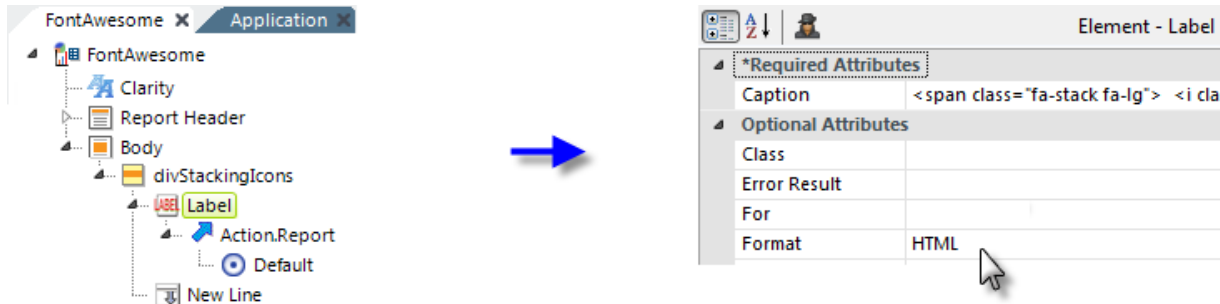 FontAwesome
Application
FontAwesome
Clarity
Report Header
Body
divStackingIcons
LABEL Label
Action.Report
Default
New Line
Element - Label
*Required Attributes
Caption <span class="fa-stack fa-lg"> <i cla
Optional Attributes
Class
Error Result
For
Format HTML